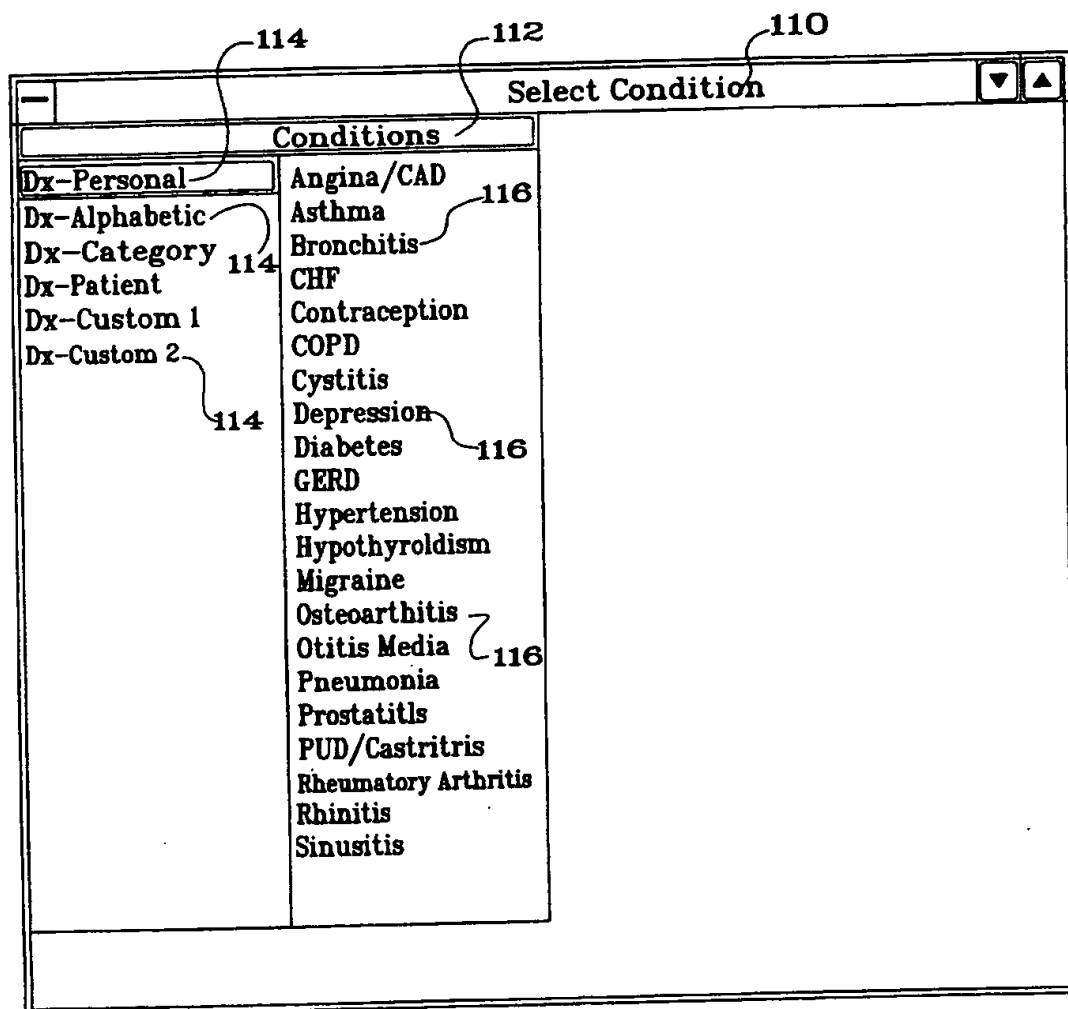 114
112
110
Select Condition
Conditions
Dx-Personal
Dx-Alphabetic
114
Dx-Category
Dx-Patient
Dx-Custom 1
Dx-Custom 2
114
Angina/CAD
116
Asthma
Bronchitis
CHF
Contraception
COPD
Cystitis
Depression
Diabetes
116
GERD
Hypertension
Hypothyroldism
Migraine
Osteoarthitis
Otitis Media
116
Pneumonia
Prostatitls
PUD/Castritris
Rheumatory Arthritis
Rhinitis
Sinusitis